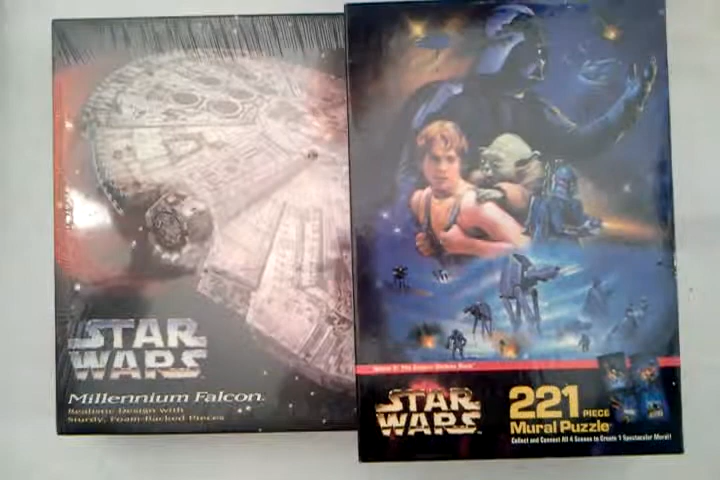 STAR
WARS
Millennium Falcon
Realistic Design with
Sturdy, Foam-Backed Pieces
STAR
WARS
221 PIECE
Mural Puzzle
Collect and Connect All 4 Scenes to Create 1 Spectacular Mural!